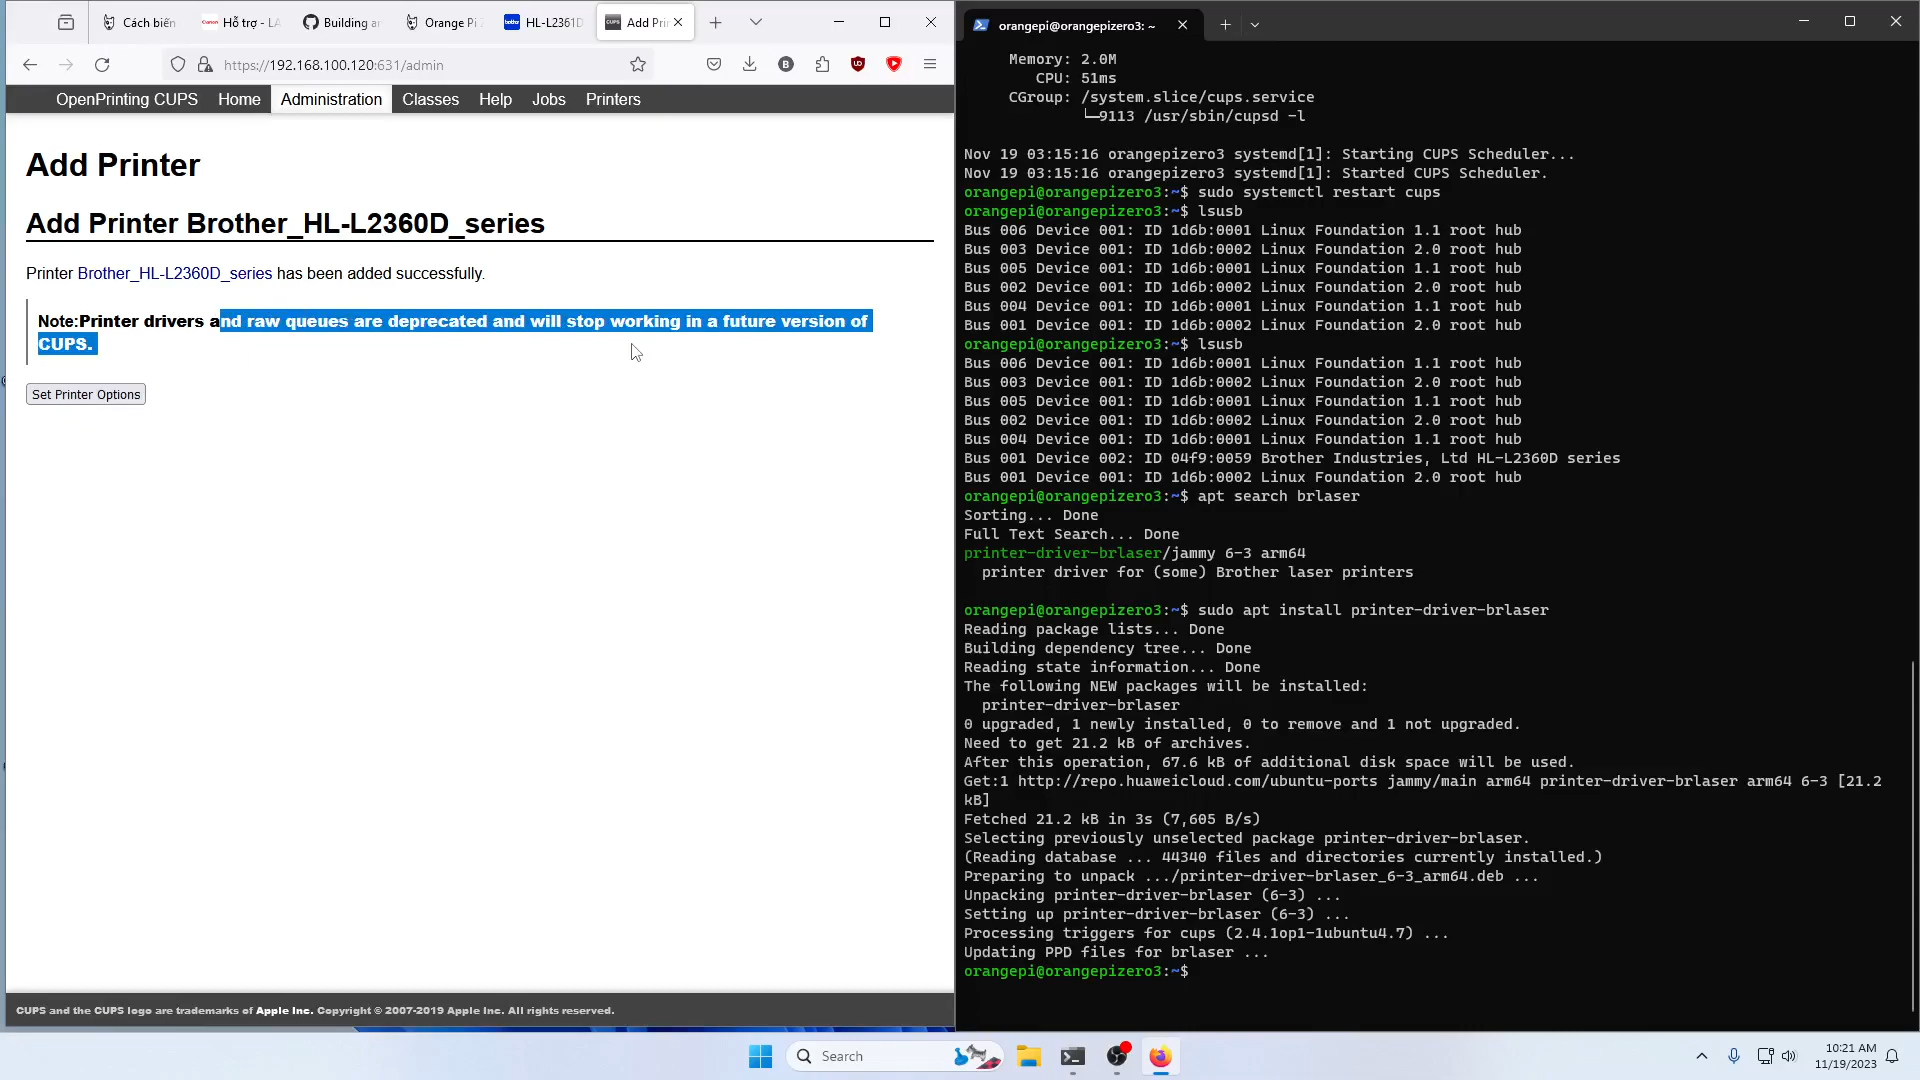 Cách biến
Hỗ trợ - LA
Building an
Orange Pi Z
HL-L2361D
Add Prin
https://192.168.100.120:631/admin
OpenPrinting CUPS Home Administration Classes Help Jobs Printers
Add Printer
Add Printer Brother_HL-L2360D_series
Printer Brother_HL-L2360D_series has been added successfully.
Note:Printer drivers and raw queues are deprecated and will stop working in a future version of
CUPS.
Set Printer Options
CUPS and the CUPS logo are trademarks of Apple Inc. Copyright © 2007-2019 Apple Inc. All rights reserved.
orangepi@orangepizero3: ~
Memory: 2.0M
CPU: 51ms
CGroup: /system.slice/cups.service
└─9113 /usr/sbin/cupsd -l
Nov 19 03:15:16 orangepizero3 systemd[1]: Starting CUPS Scheduler...
Nov 19 03:15:16 orangepizero3 systemd[1]: Started CUPS Scheduler.
orangepi@orangepizero3:~$ sudo systemctl restart cups
orangepi@orangepizero3:~$ lsusb
Bus 006 Device 001: ID 1d6b:0001 Linux Foundation 1.1 root hub
Bus 003 Device 001: ID 1d6b:0002 Linux Foundation 2.0 root hub
Bus 005 Device 001: ID 1d6b:0001 Linux Foundation 1.1 root hub
Bus 002 Device 001: ID 1d6b:0002 Linux Foundation 2.0 root hub
Bus 004 Device 001: ID 1d6b:0001 Linux Foundation 1.1 root hub
Bus 001 Device 001: ID 1d6b:0002 Linux Foundation 2.0 root hub
orangepi@orangepizero3:~$ lsusb
Bus 006 Device 001: ID 1d6b:0001 Linux Foundation 1.1 root hub
Bus 003 Device 001: ID 1d6b:0002 Linux Foundation 2.0 root hub
Bus 005 Device 001: ID 1d6b:0001 Linux Foundation 1.1 root hub
Bus 002 Device 001: ID 1d6b:0002 Linux Foundation 2.0 root hub
Bus 004 Device 001: ID 1d6b:0001 Linux Foundation 1.1 root hub
Bus 001 Device 002: ID 04f9:0059 Brother Industries, Ltd HL-L2360D series
Bus 001 Device 001: ID 1d6b:0002 Linux Foundation 2.0 root hub
orangepi@orangepizero3:~$ apt search brlaser
Sorting... Done
Full Text Search... Done
printer-driver-brlaser/jammy 6-3 arm64
printer driver for (some) Brother laser printers
orangepi@orangepizero3:~$ sudo apt install printer-driver-brlaser
Reading package lists... Done
Building dependency tree... Done
Reading state information... Done
The following NEW packages will be installed:
printer-driver-brlaser
0 upgraded, 1 newly installed, 0 to remove and 1 not upgraded.
Need to get 21.2 kB of archives.
After this operation, 67.6 kB of additional disk space will be used.
Get:1 http://repo.huaweicloud.com/ubuntu-ports jammy/main arm64 printer-driver-brlaser arm64 6-3 [21.2
kB]
Fetched 21.2 kB in 3s (7,605 B/s)
Selecting previously unselected package printer-driver-brlaser.
(Reading database ... 44340 files and directories currently installed.)
Preparing to unpack .../printer-driver-brlaser_6-3_arm64.deb ...
Unpacking printer-driver-brlaser (6-3) ...
Setting up printer-driver-brlaser (6-3) ...
Processing triggers for cups (2.4.1op1-1ubuntu4.7) ...
Updating PPD files for brlaser ...
orangepi@orangepizero3:~$
Search
10:21 AM
11/19/2023